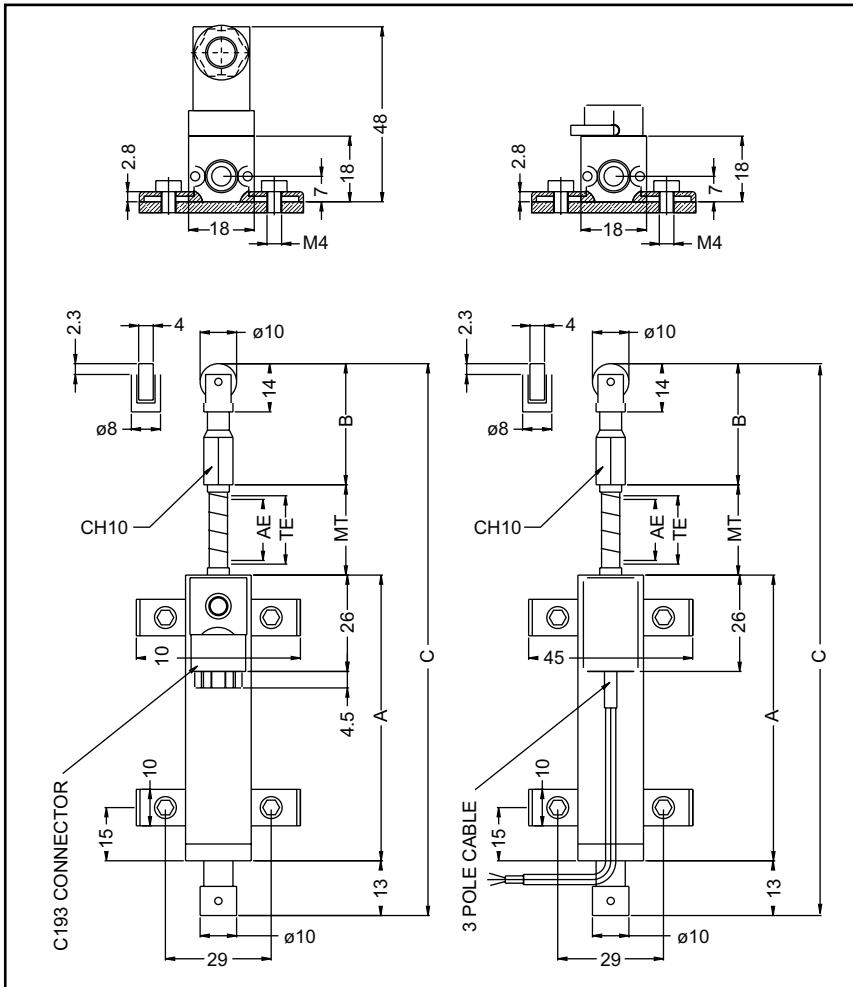 48
2.8
18
7
18
M4
2.8
18
7
18
M4
2.3
4
ø10
14
ø8
B
CH10
AE
TE
MT
26
10
C
4.5
A
C193 CONNECTOR
10
15
13
ø10
29
2.3
4
ø10
14
ø8
B
CH10
AE
TE
MT
26
45
C
A
3 POLE CABLE
10
15
13
ø10
29